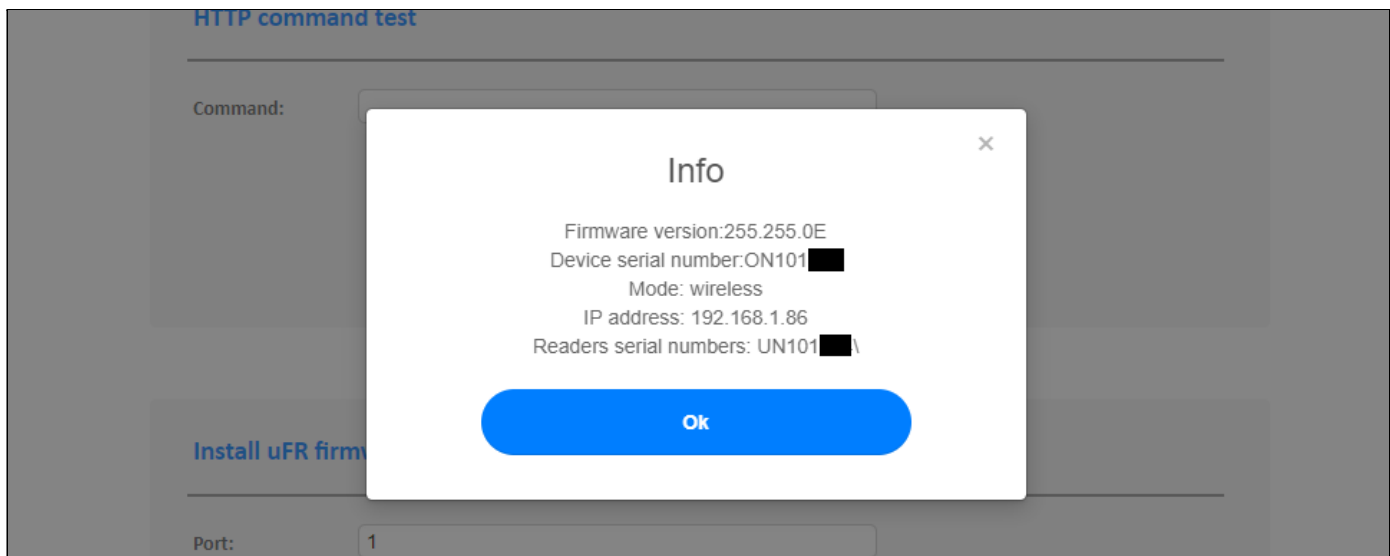 HTTP command test
Command:
×
Info
Firmware version:255.255.0E
Device serial number:ON101
Mode: wireless
IP address: 192.168.1.86
Readers serial numbers: UN101 \
Ok
Install uFR firm
Port:
1